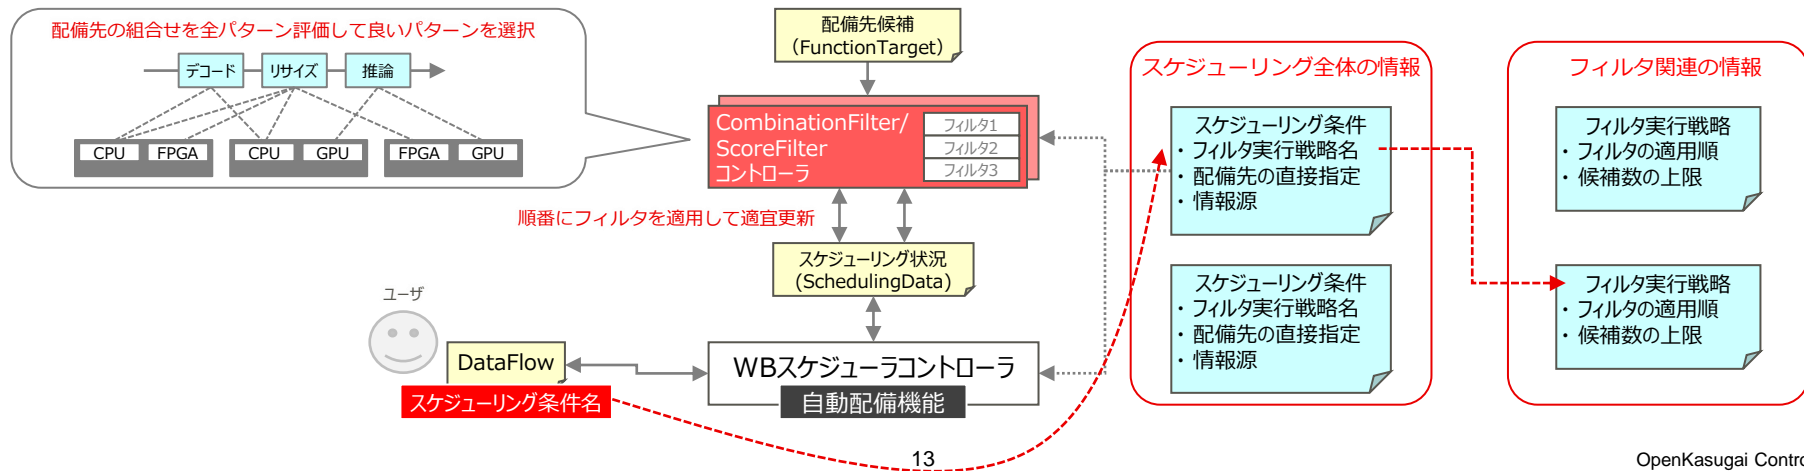 配備先の組合せを全パターン評価して良いパターンを選択
デコード
リサイズ
推論
CPU
FPGA
CPU
GPU
FPGA
GPU
配備先候補
(FunctionTarget)
CombinationFilter/
ScoreFilter
コントローラ
フィルタ1
フィルタ2
フィルタ3
順番にフィルタを適用して適宜更新
スケジューリング状況
(SchedulingData)
ユーザ
DataFlow
スケジューリング条件名
WBスケジューラコントローラ
自動配備機能
スケジューリング全体の情報
スケジューリング条件
・フィルタ実行戦略名
・配備先の直接指定
・情報源
スケジューリング条件
・フィルタ実行戦略名
・配備先の直接指定
・情報源
フィルタ関連の情報
フィルタ実行戦略
・フィルタの適用順
・候補数の上限
フィルタ実行戦略
・フィルタの適用順
・候補数の上限
13
OpenKasugai Contro